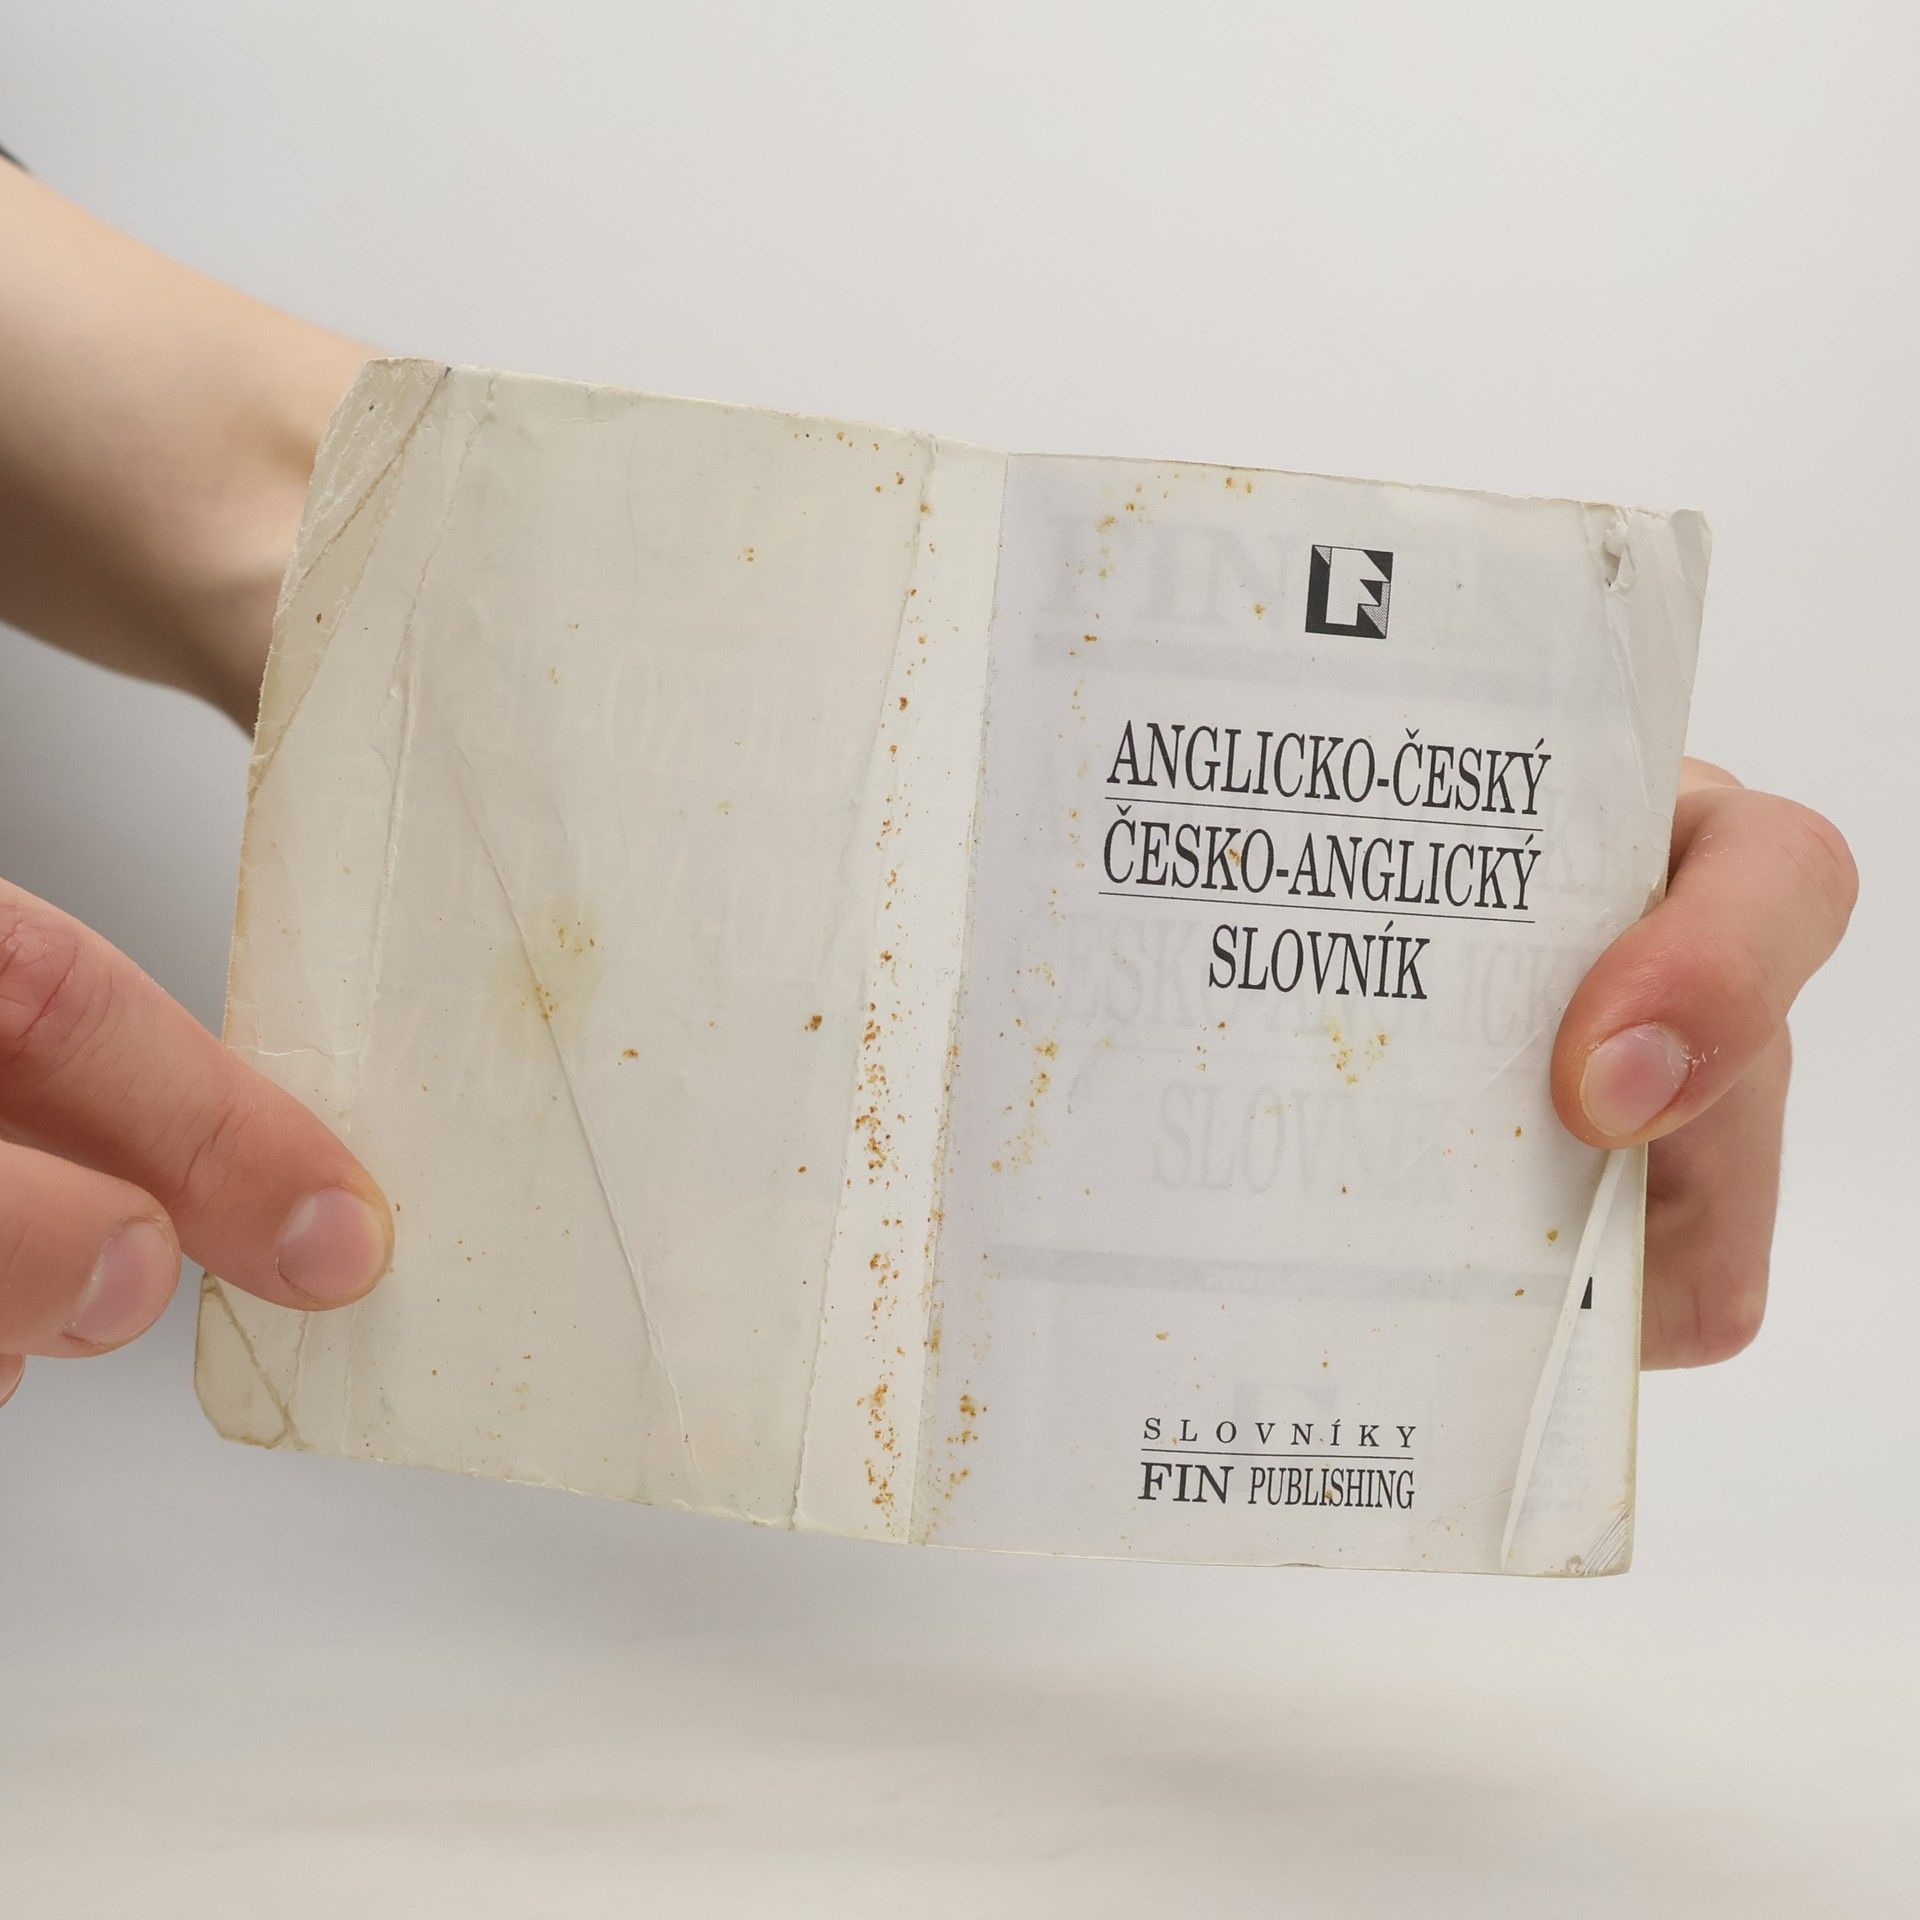 F
ANGLICKO-ČESKÝ
ČESKO-ANGLICKÝ
SLOVNÍK
SLOVNÍKY
FIN PUBLISHING